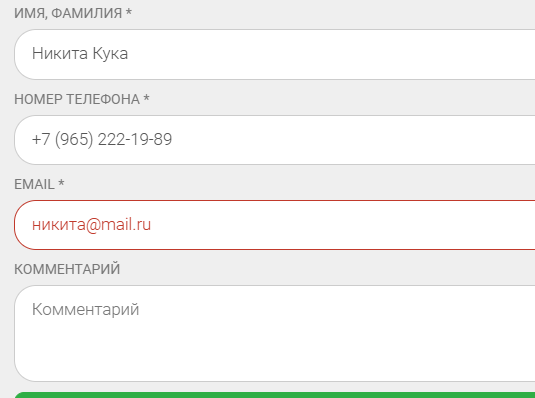 ИМЯ, ФАМИЛИЯ *
Никита Кука
НОМЕР ТЕЛЕФОНА *
+7 (965) 222-19-89
EMAIL *
никита@mail.ru
КОММЕНТАРИЙ
Комментарий